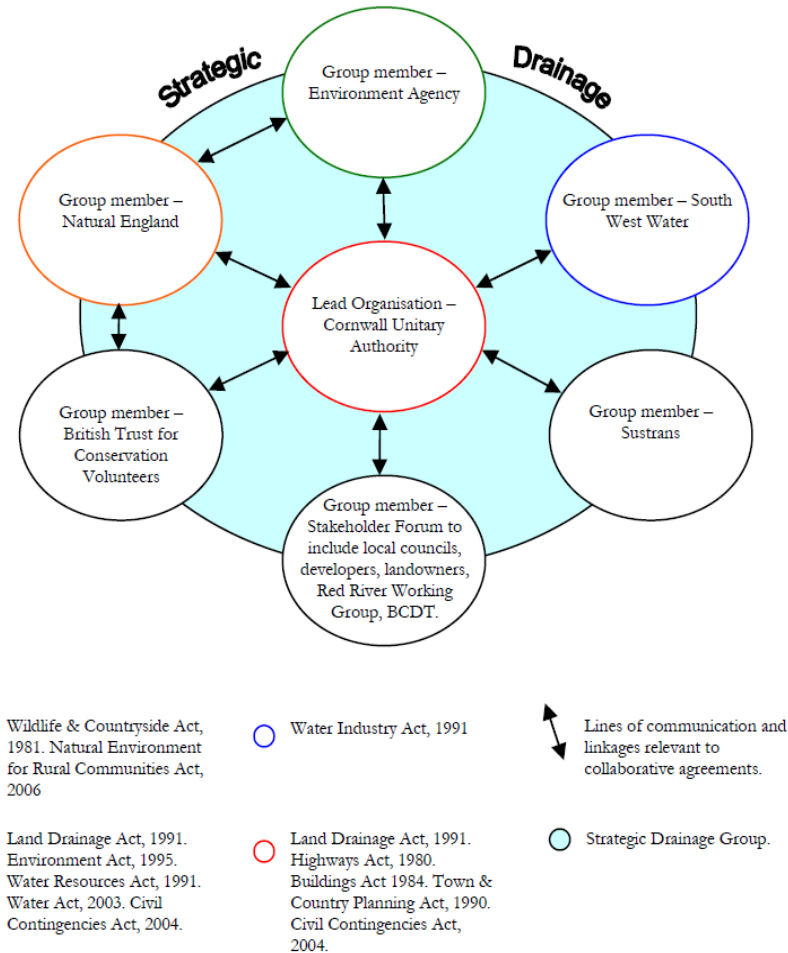 Strategic
Drainage
Group member –
Environment Agency
Group member –
Natural England
Group member – South
West Water
Lead Organisation –
Cornwall Unitary
Authority
Group member –
British Trust for
Conservation
Volunteers
Group member –
Sustrans
Group member –
Stakeholder Forum to
include local councils,
developers, landowners,
Red River Working
Group, BCDT.
Wildlife & Countryside Act,
1981. Natural Environment
for Rural Communities Act,
2006
Water Industry Act, 1991
Lines of communication and
linkages relevant to
collaborative agreements.
Land Drainage Act, 1991.
Environment Act, 1995.
Water Resources Act, 1991.
Water Act, 2003. Civil
Contingencies Act, 2004.
Land Drainage Act, 1991.
Highways Act, 1980.
Buildings Act 1984. Town &
Country Planning Act, 1990.
Civil Contingencies Act,
2004.
Strategic Drainage Group.